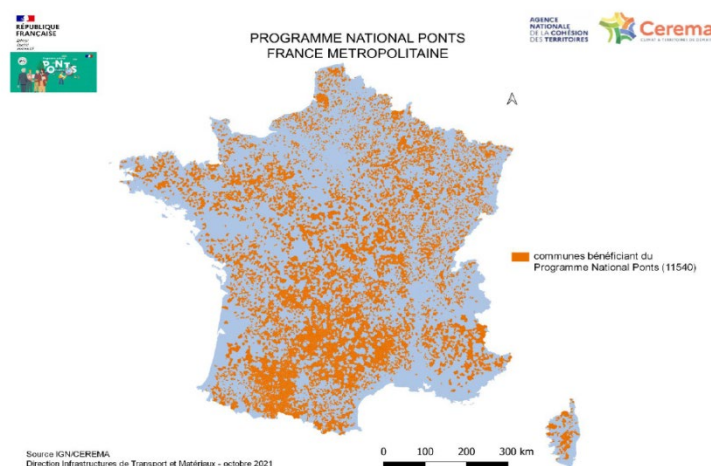 RÉPUBLIQUE
FRANÇAISE
PONTS
PROGRAMME NATIONAL PONTS
FRANCE METROPOLITAINE
AGENCE
NATIONALE
DE LA COHÉSION
DES TERRITOIRES
Cerema
communes bénéficiant du
Programme National Ponts (11540)
Source IGN/CEREMA
Direction Infrastructures de Transport et Matériaux - octobre 2021
0 100 200 300 km